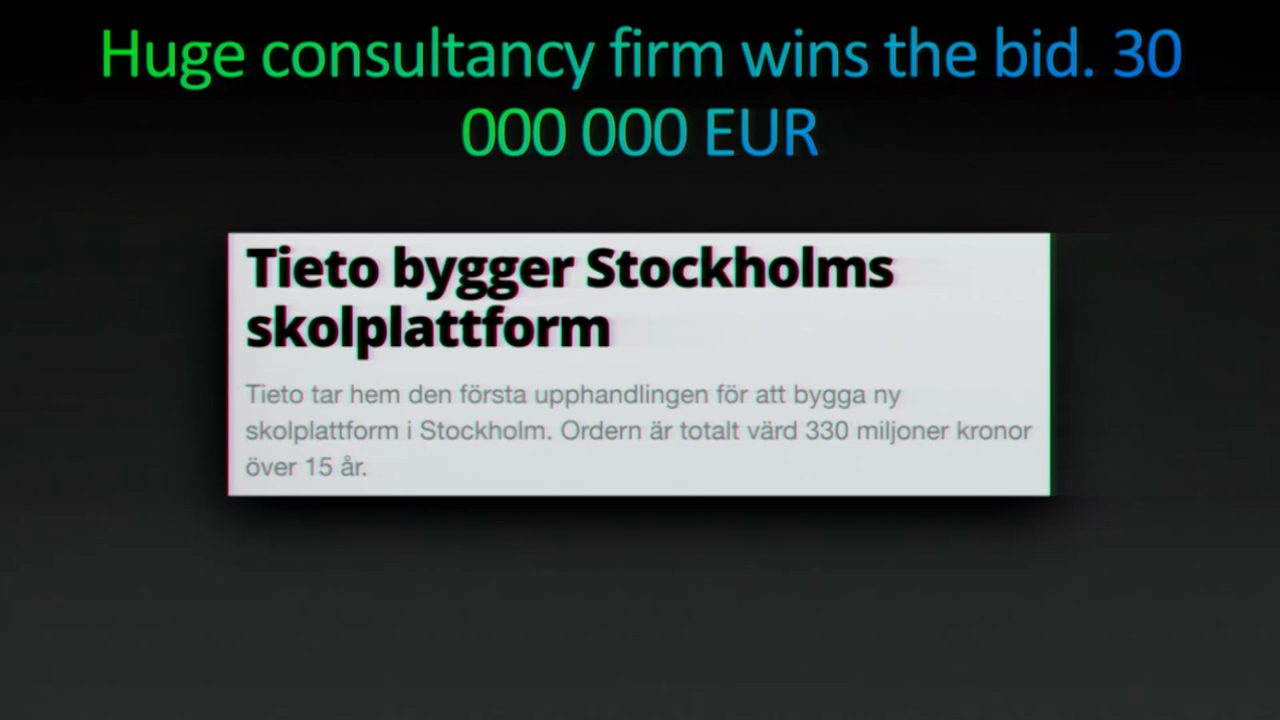 Huge consultancy firm wins the bid. 30
000 000 EUR
Tieto bygger Stockholms
skolplattform
Tieto tar hem den första upphandlingen för att bygga ny
skolplattform i Stockholm. Ordern är totalt värd 330 miljoner kronor
över 15 år.